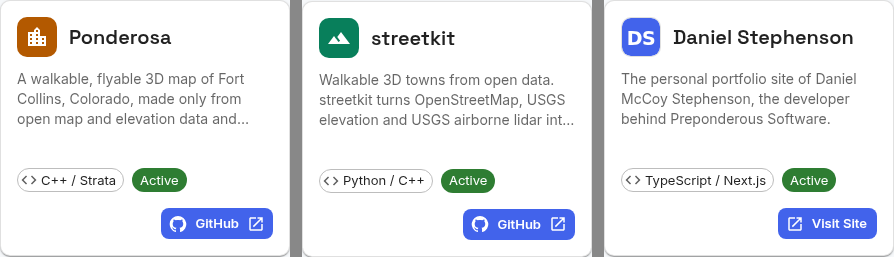 Ponderosa
A walkable, flyable 3D map of Fort
Collins, Colorado, made only from
open map and elevation data and...
C++ / Strata
Active
GitHub
streetkit
Walkable 3D towns from open data.
streetkit turns OpenStreetMap, USGS
elevation and USGS airborne lidar int...
Python / C++
Active
GitHub
DS
Daniel Stephenson
The personal portfolio site of Daniel
McCoy Stephenson, the developer
behind Preponderous Software.
TypeScript / Next.js
Active
Visit Site